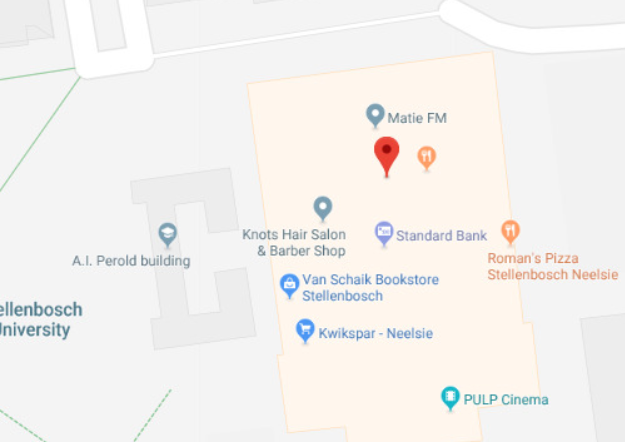 Matie FM
Knots Hair Salon
& Barber Shop
Standard Bank
Roman's Pizza
Stellenbosch Neelsie
A.I. Perold building
Van Schaik Bookstore
Stellenbosch
ellenbosch
University
Kwikspar - Neelsie
PULP Cinema